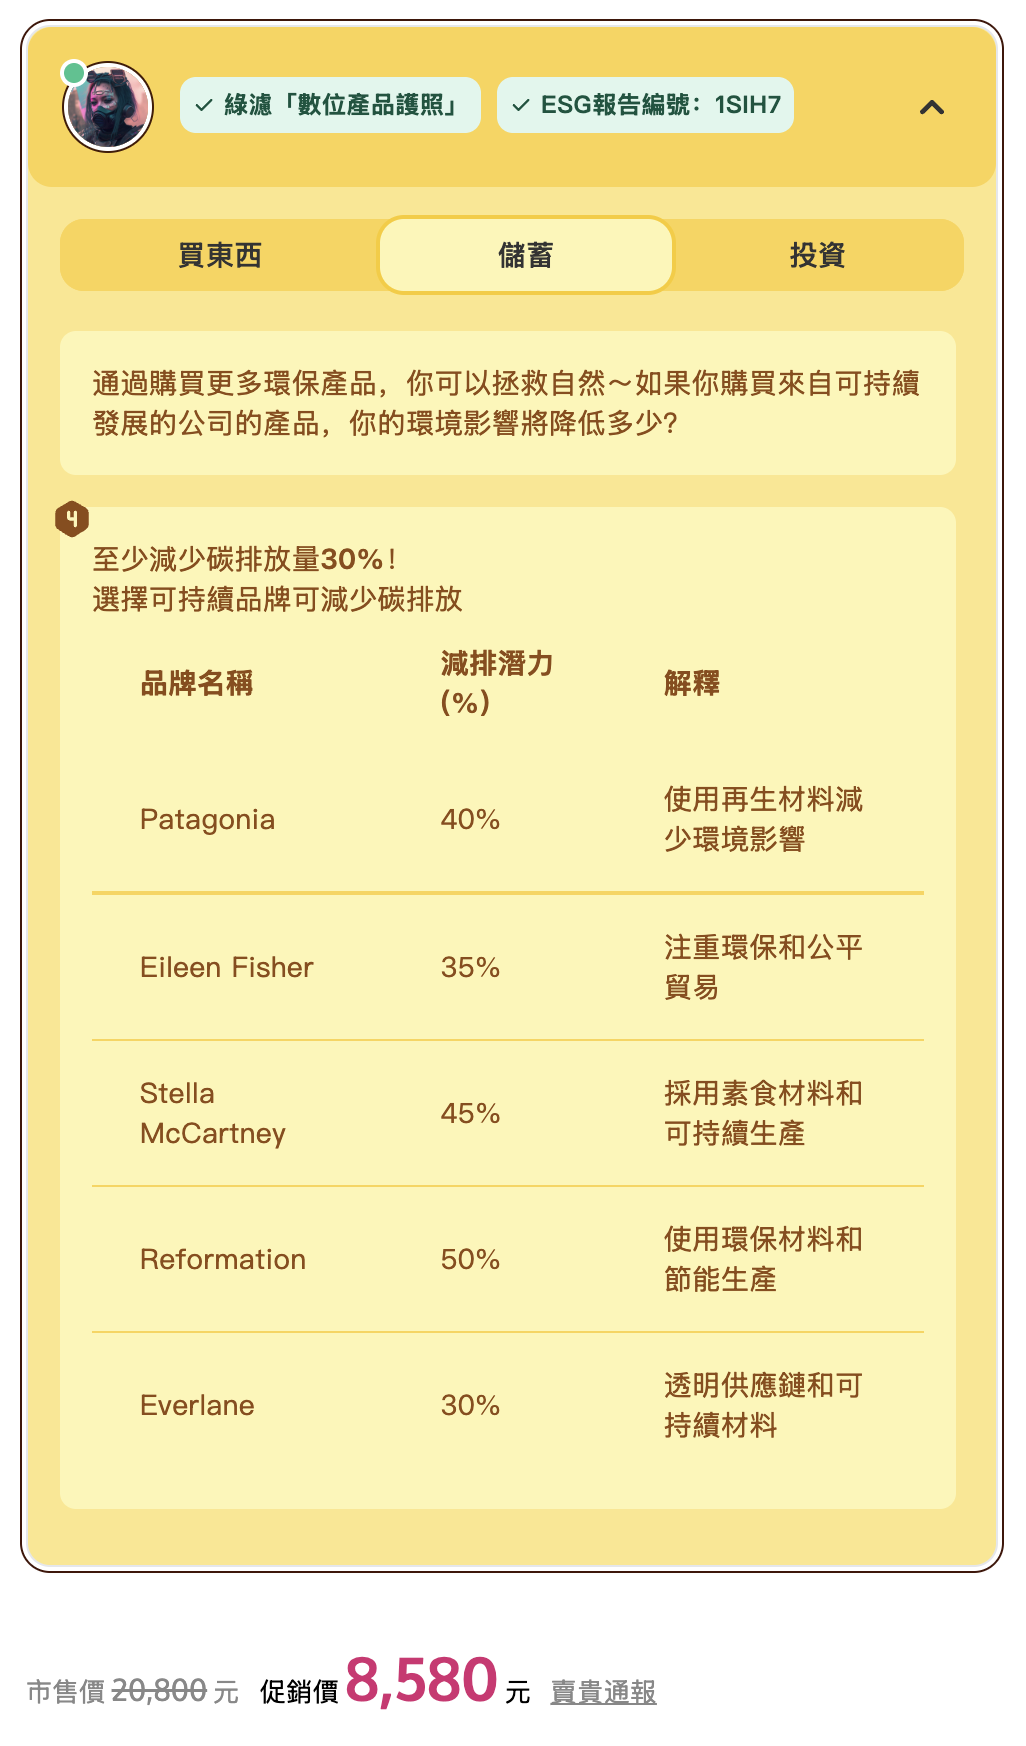 綠濾「數位產品護照」
ESG報告編號：1SIH7
買東西
儲蓄
投資
通過購買更多環保產品，你可以拯救自然～如果你購買來自可持續
發展的公司的產品，你的環境影響將降低多少？
4
至少減少碳排放量30%！
選擇可持續品牌可減少碳排放
品牌名稱
減排潛力
(%)
解釋
Patagonia
40%
使用再生材料減
少環境影響
Eileen Fisher
35%
注重環保和公平
貿易
Stella
McCartney
45%
採用素食材料和
可持續生產
Reformation
50%
使用環保材料和
節能生產
Everlane
30%
透明供應鏈和可
持續材料
市售價 20,800 元 促銷價 8,580 元 賣貴通報